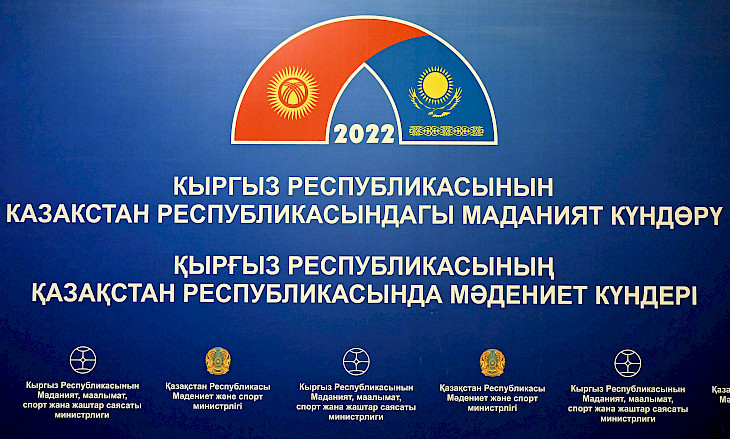 2022
КЫРГЫЗ РЕСПУБЛИКАСЫНЫН
КАЗАКСТАН РЕСПУБЛИКАСЫНДАГЫ МАДАНИЯТ КҮНДӨРҮ
ҚЫРҒЫЗ РЕСПУБЛИКАСЫНЫҢ
ҚАЗАҚСТАН РЕСПУБЛИКАСЫНДА МӘДЕНИЕТ КҮНДЕРІ
Кыргыз Республикасынын
Маданият, маалымат,
спорт жана жаштар саясаты
министрлиги
Қазақстан Республикасы
Мәдениет және спорт
министрлігі
Кыргыз Республикасынын
Маданият, маалымат,
спорт жана жаштар саясаты
министрлиги
Қазақстан Республикасы
Мәдениет және спорт
министрлігі
Кыргыз Республикасынын
Маданият, маалымат,
спорт жана жаштар саясаты
министрлиги